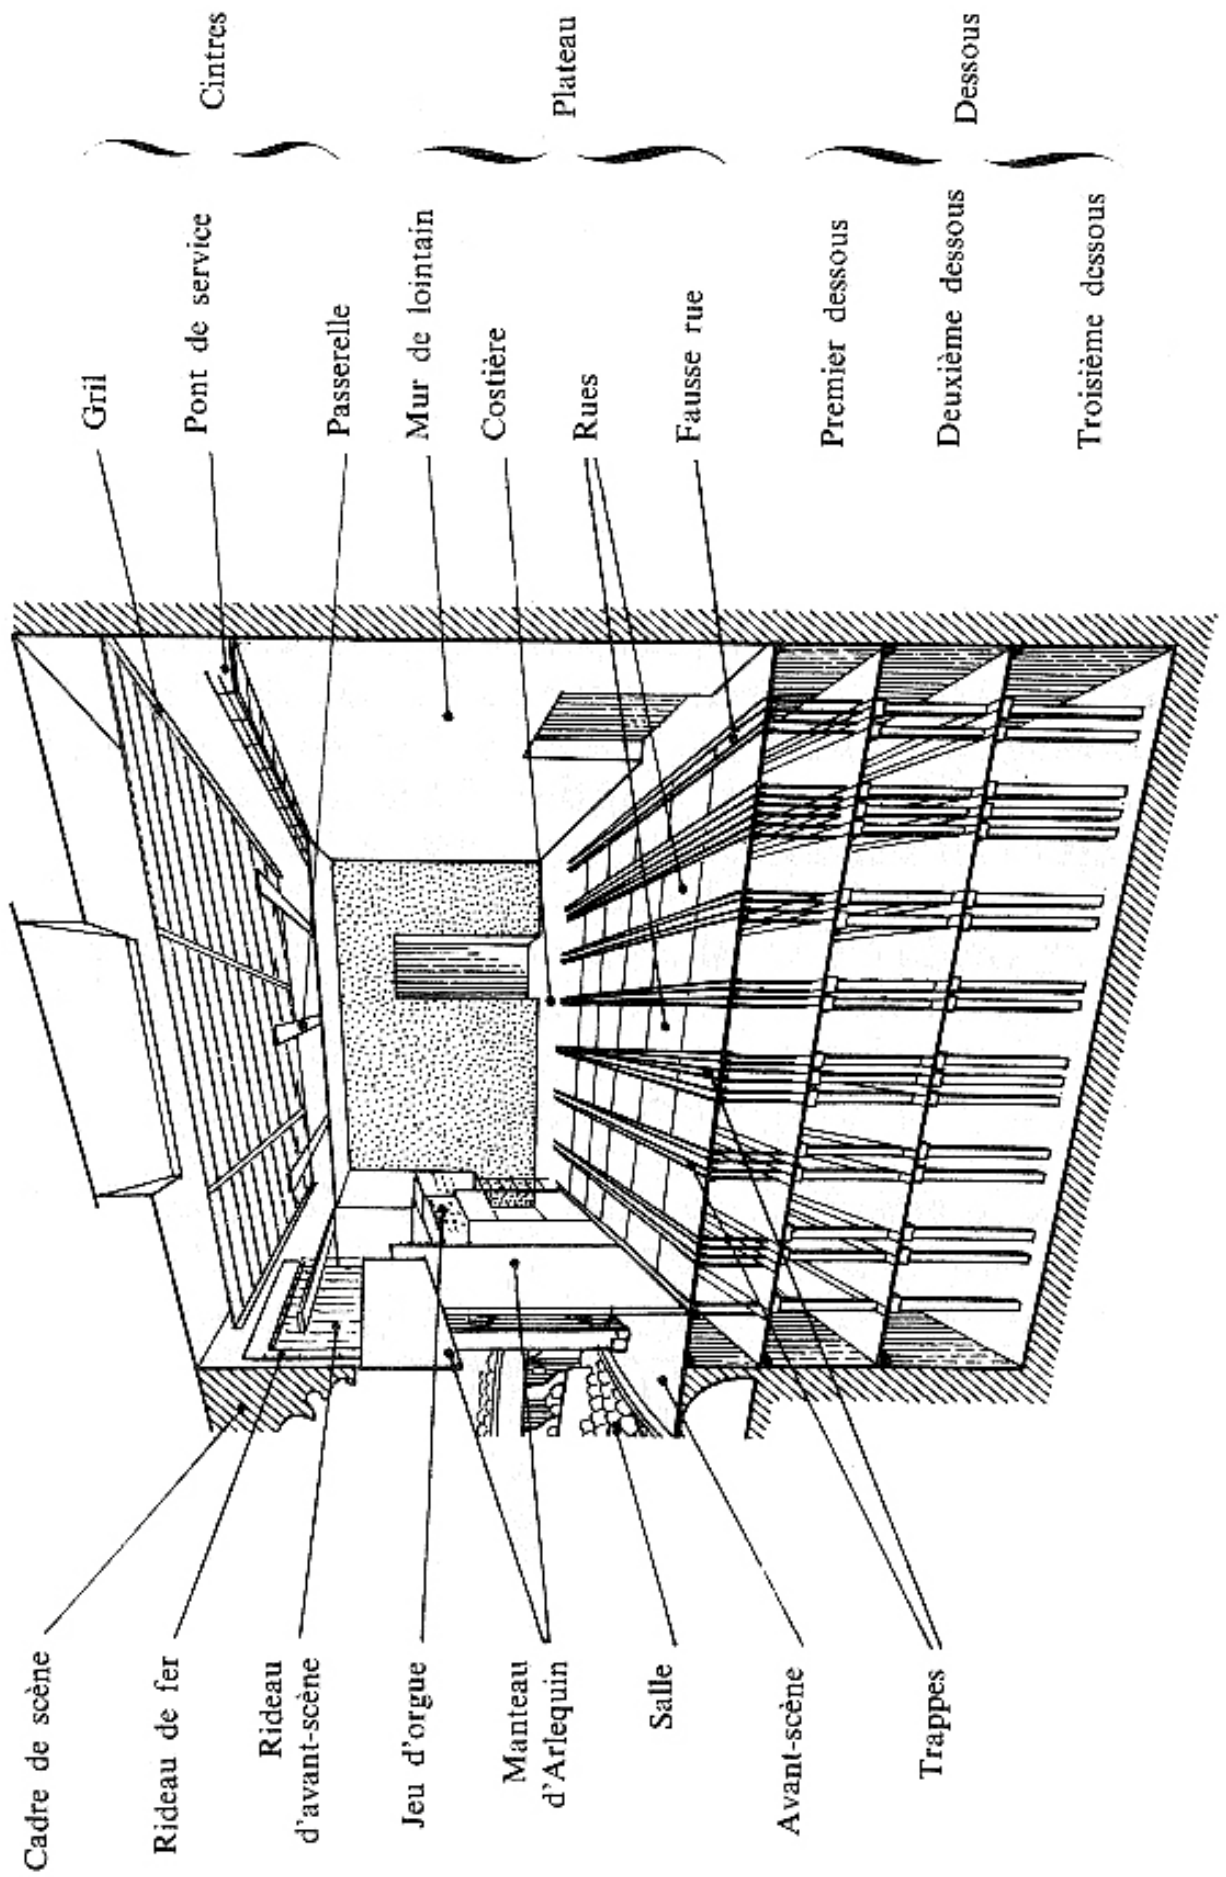 Cadre de scène
Rideau de fer
Rideau
d'avant-scène
Jeu d'orgue
Manteau
d'Arlequin
Salle
Avant-scène
Trappes
Gril
Pont de service
Passerelle
Mur de lointain
Costière
Rues
Fausse rue
Premier dessous
Deuxième dessous
Troisième dessous
Cintres
Plateau
Dessous